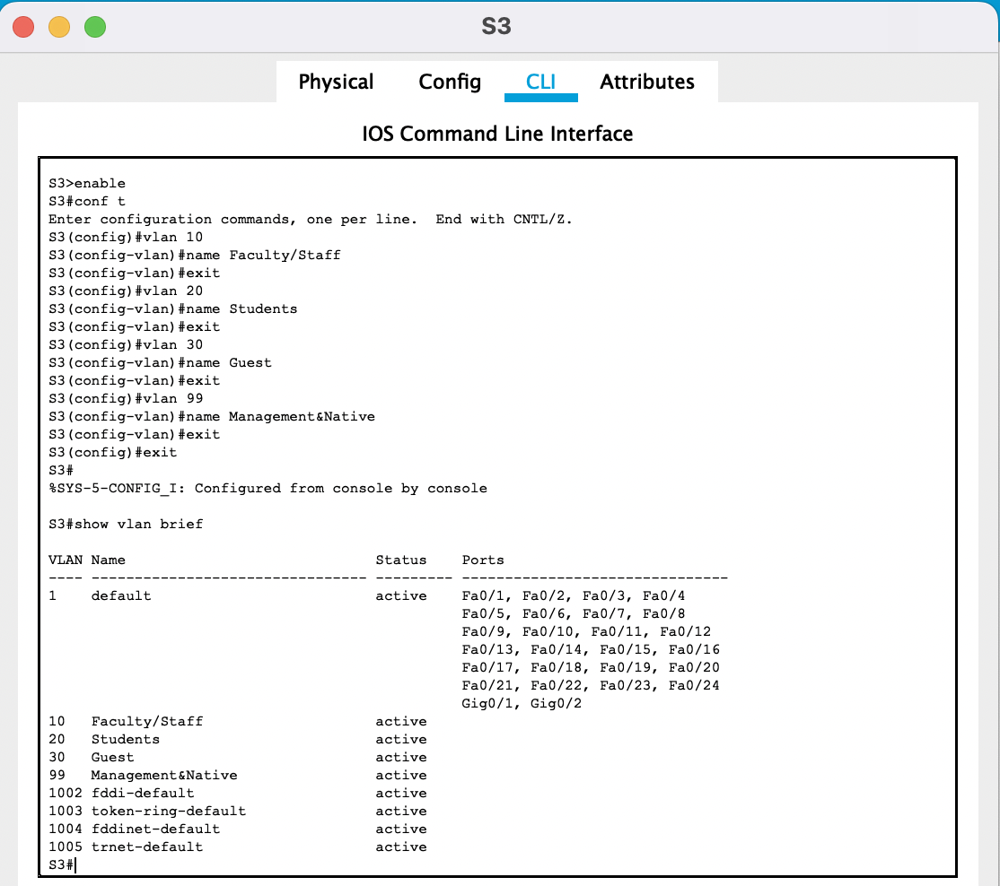 S3
Physical Config CLI Attributes
IOS Command Line Interface
S3>enable
S3#conf t
Enter configuration commands, one per line.  End with CNTL/Z.
S3(config)#vlan 10
S3(config-vlan)#name Faculty/Staff
S3(config-vlan)#exit
S3(config)#vlan 20
S3(config-vlan)#name Students
S3(config-vlan)#exit
S3(config)#vlan 30
S3(config-vlan)#name Guest
S3(config-vlan)#exit
S3(config)#vlan 99
S3(config-vlan)#name Management&Native
S3(config-vlan)#exit
S3(config)#exit
S3#
%SYS-5-CONFIG_I: Configured from console by console
S3#show vlan brief
VLAN Name                             Status    Ports
---- -------------------------------- --------- -------------------------------
1    default                          active    Fa0/1, Fa0/2, Fa0/3, Fa0/4
                                                Fa0/5, Fa0/6, Fa0/7, Fa0/8
                                                Fa0/9, Fa0/10, Fa0/11, Fa0/12
                                                Fa0/13, Fa0/14, Fa0/15, Fa0/16
                                                Fa0/17, Fa0/18, Fa0/19, Fa0/20
                                                Fa0/21, Fa0/22, Fa0/23, Fa0/24
                                                Gig0/1, Gig0/2
10   Faculty/Staff                    active
20   Students                         active
30   Guest                            active
99   Management&Native                active
1002 fddi-default                     active
1003 token-ring-default               active
1004 fddinet-default                  active
1005 trnet-default                    active
S3#